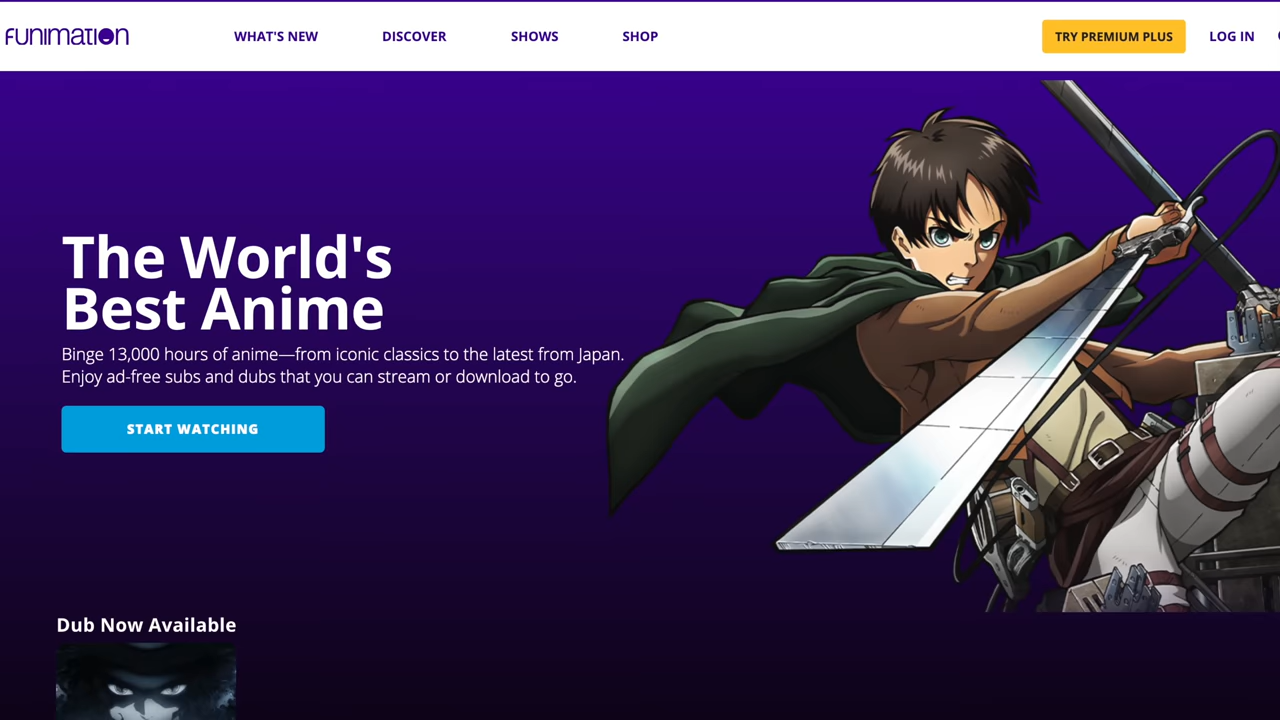 FUNIMATION
WHAT'S NEW
DISCOVER
SHOWS
SHOP
TRY PREMIUM PLUS
LOG IN
The World's
Best Anime
Binge 13,000 hours of anime—from iconic classics to the latest from Japan.
Enjoy ad-free subs and dubs that you can stream or download to go.
START WATCHING
Dub Now Available